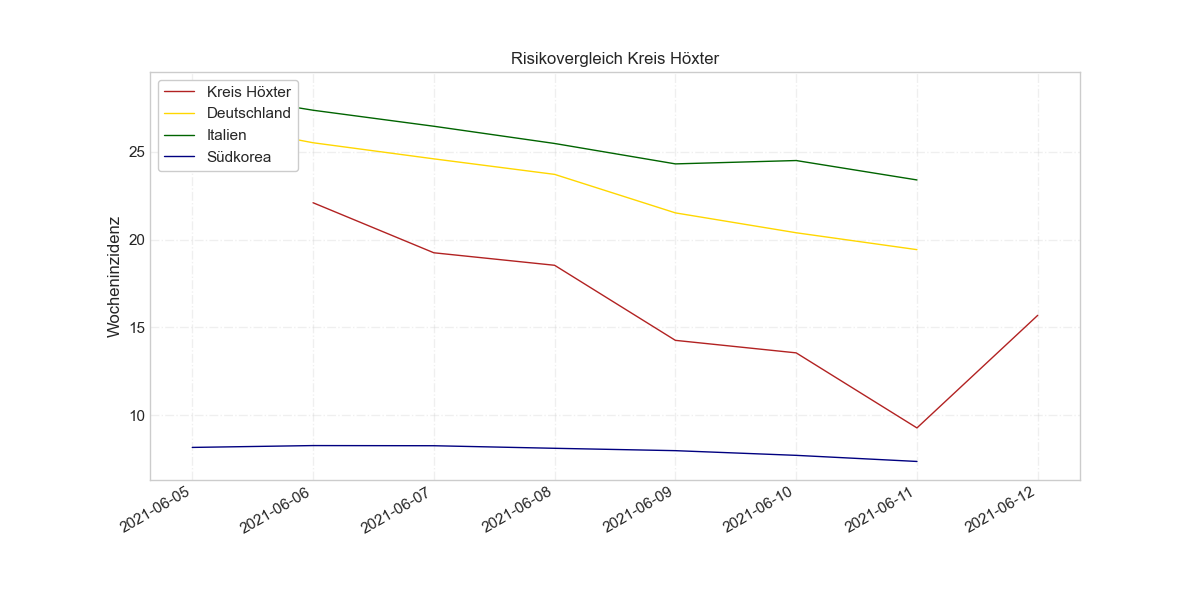 Risikovergleich Kreis Höxter
Kreis Höxter
Deutschland
Italien
Südkorea
Wocheninzidenz
25
20
15
10
2021-06-05
2021-06-06
2021-06-07
2021-06-08
2021-06-09
2021-06-10
2021-06-11
2021-06-12